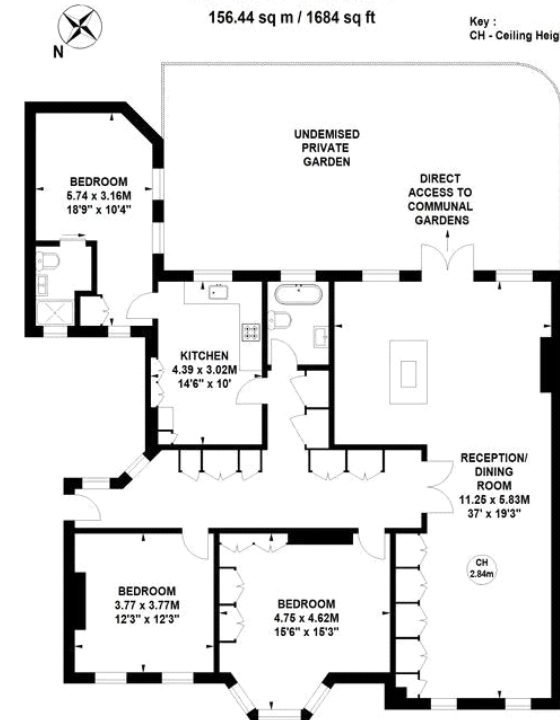 156.44 sq m / 1684 sq ft
Key :
CH - Ceiling Heig
N
UNDEMISED
PRIVATE
GARDEN
DIRECT
ACCESS TO
COMMUNAL
GARDENS
BEDROOM
5.74 x 3.16M
18'9" x 10'4"
KITCHEN
4.39 x 3.02M
14'6" x 10'
RECEPTION/
DINING
ROOM
11.25 x 5.83M
37' x 19'3"
CH
2.84m
BEDROOM
3.77 x 3.77M
12'3" x 12'3"
BEDROOM
4.75 x 4.62M
15'6" x 15'3"